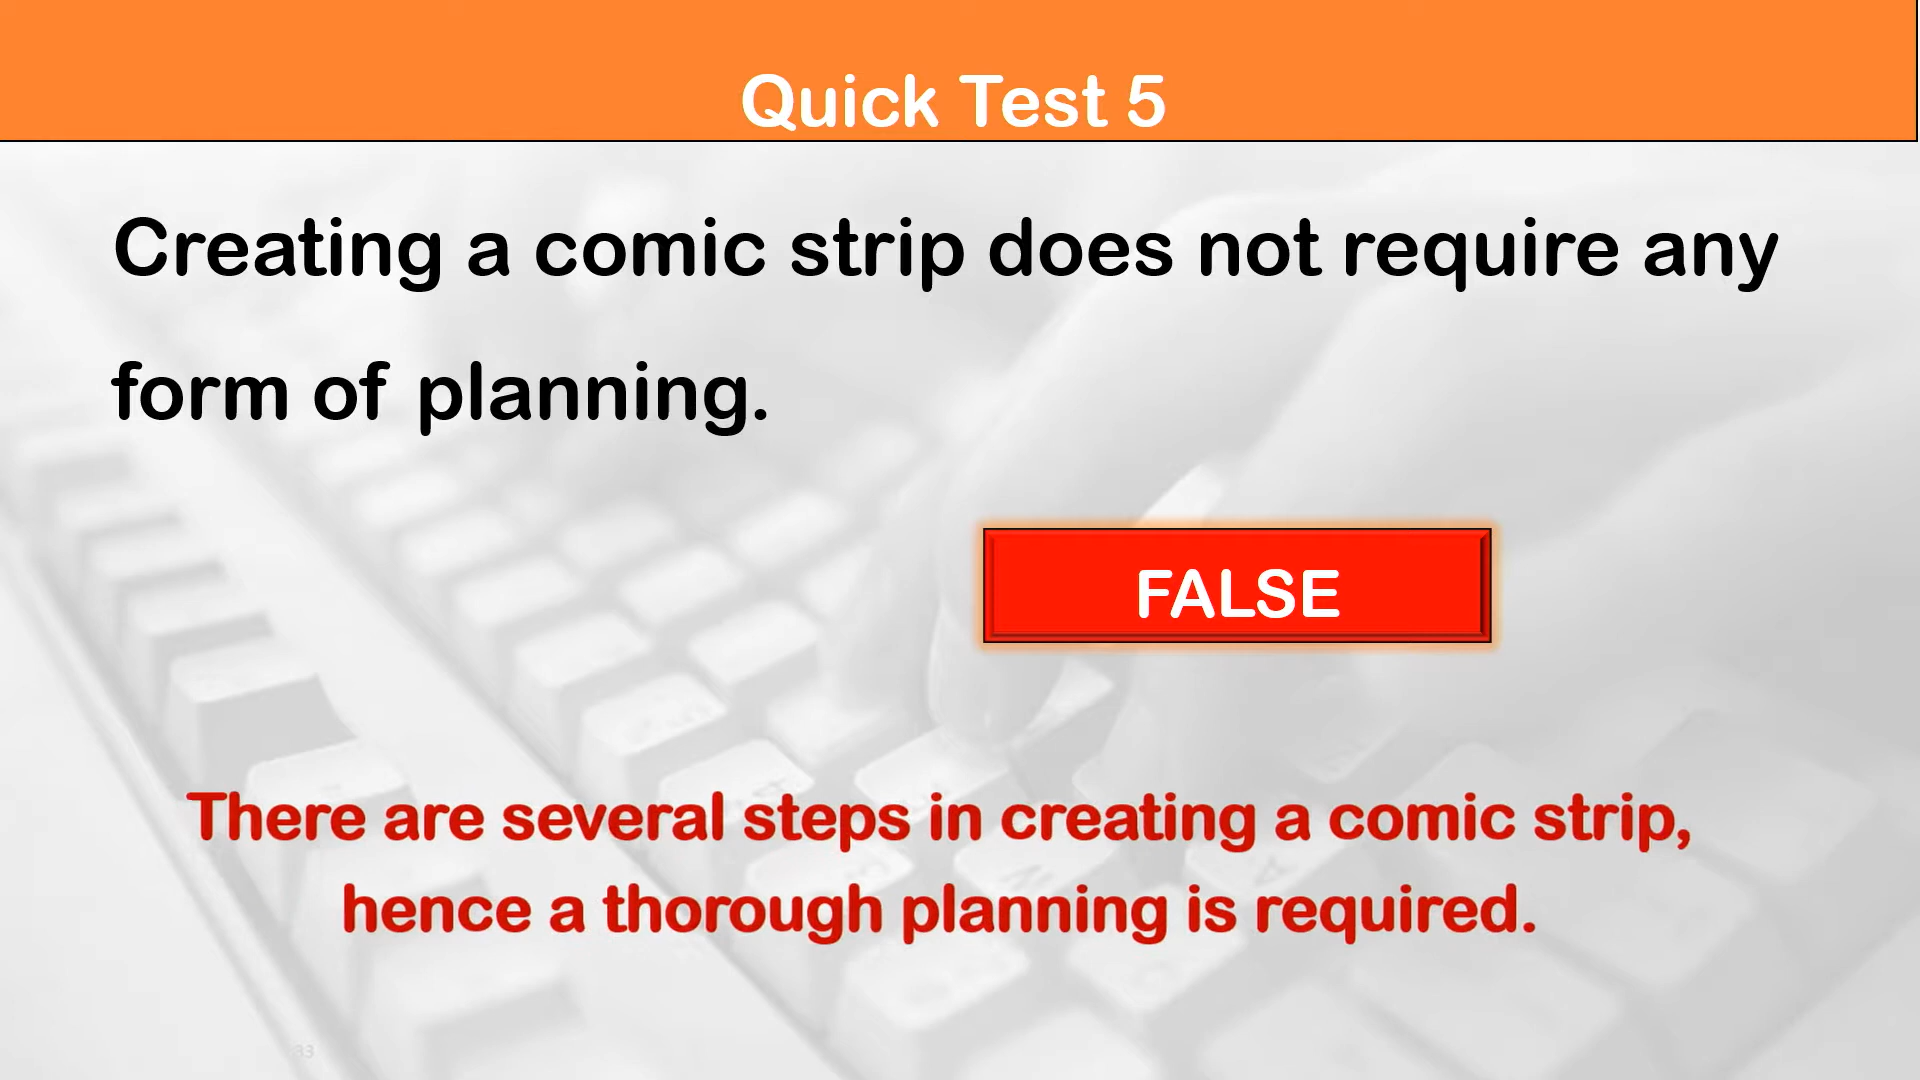 Quick Test 5
Creating a comic strip does not require any
form of planning.
FALSE
There are several steps in creating a comic strip,
hence a thorough planning is required.